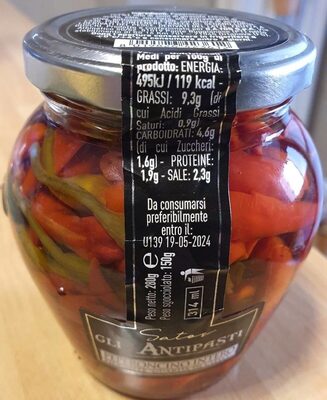 Medi per 100g di
prodotto: ENERGIA:
495kJ / 119 kcal -
GRASSI: 9,3g (di
cui Acidi Grassi
Saturi: 0,9g)
CARBOIDRATI: 4,6g
(di cui Zuccheri:
1,6g) - PROTEINE:
1,9g - SALE: 2,3g
Da consumarsi
preferibilmente
entro il:
U139 19-05-2024
Peso netto: 280g e
Peso sgocciolato: 150g
314 ml
Sator
GLI ANTIPASTI